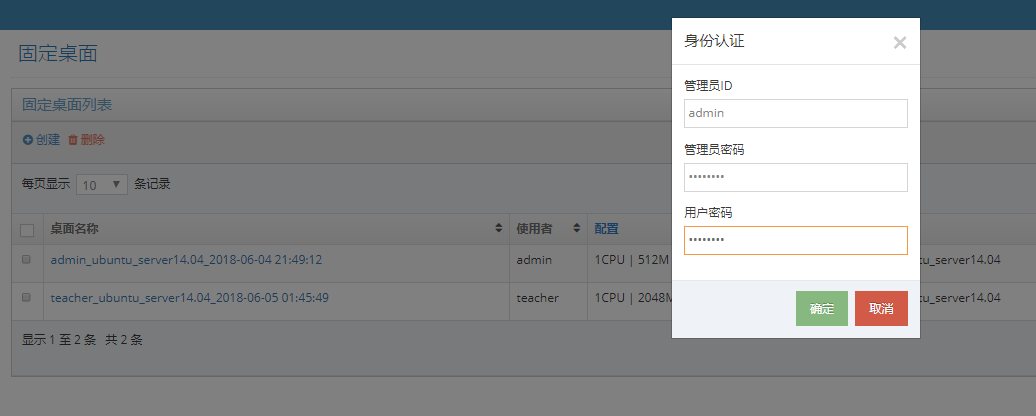 固定桌面
固定桌面列表
创建 删除
每页显示 10 条记录
桌面名称 使用者 配置
admin_ubuntu_server14.04_2018-06-04 21:49:12 admin 1CPU | 512M tu_server14.04
teacher_ubuntu_server14.04_2018-06-05 01:45:49 teacher 1CPU | 2048M tu_server14.04
显示 1 至 2 条 共 2 条
身份认证 ×
管理员ID
admin
管理员密码
••••••••
用户密码
••••••••
确定 取消